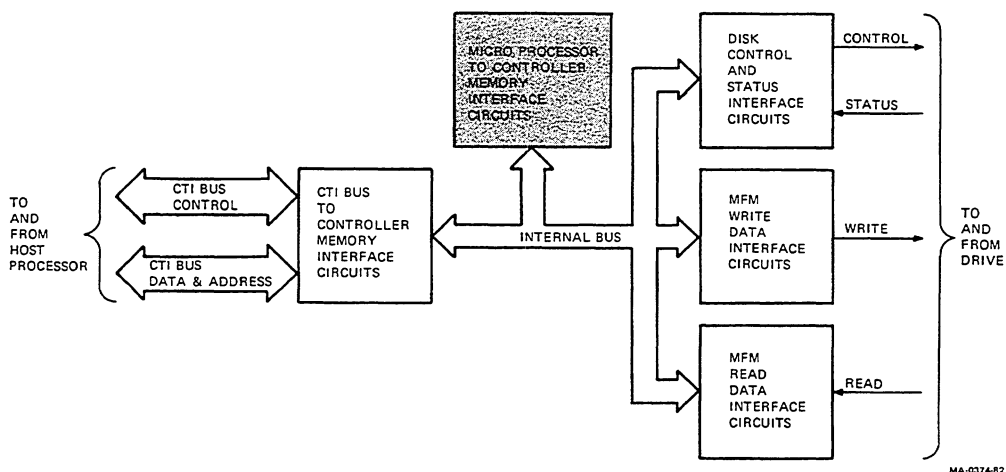 MICRO PROCESSOR
TO CONTROLLER
MEMORY
INTERFACE
CIRCUITS
DISK
CONTROL
AND
STATUS
INTERFACE
CIRCUITS
CONTROL
STATUS
TO
AND
FROM
HOST
PROCESSOR
CTI BUS
CONTROL
CTI BUS
DATA & ADDRESS
CTI BUS
TO
CONTROLLER
MEMORY
INTERFACE
CIRCUITS
INTERNAL BUS
MFM
WRITE
DATA
INTERFACE
CIRCUITS
WRITE
TO
AND
FROM
DRIVE
MFM
READ
DATA
INTERFACE
CIRCUITS
READ
MA-0374-82